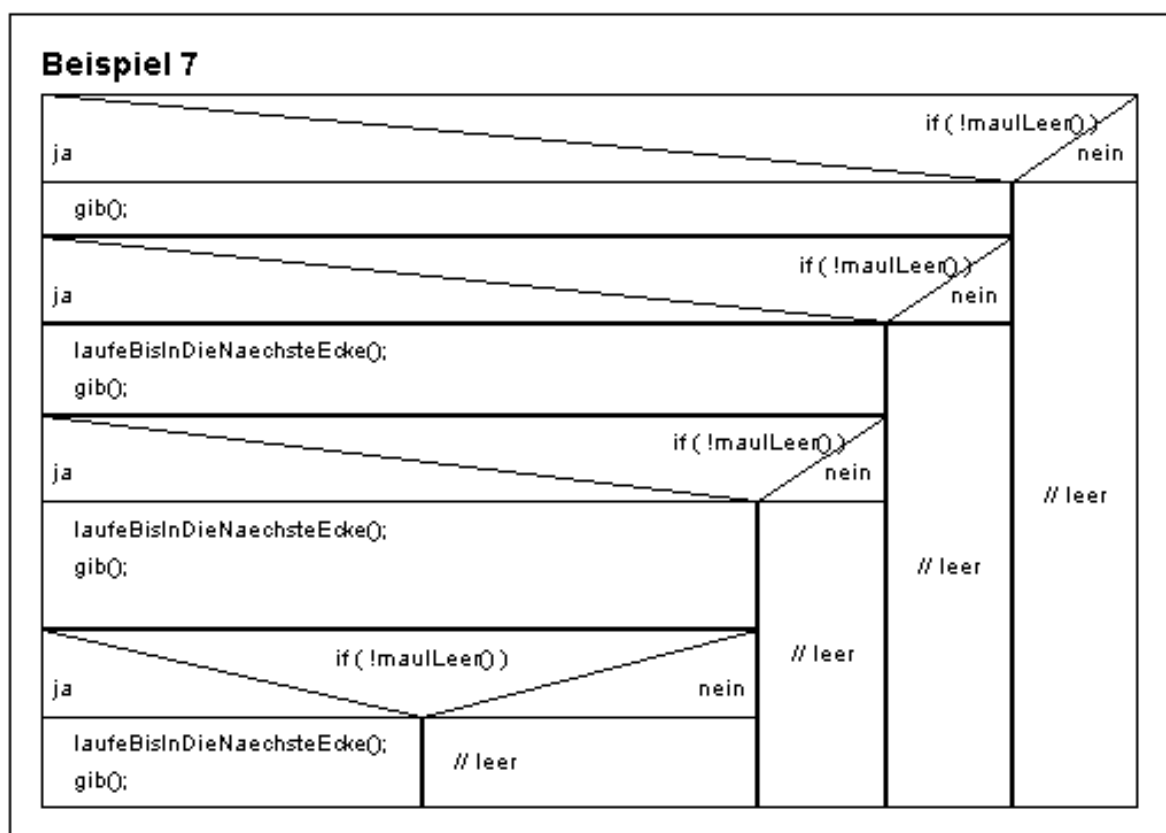 Beispiel 7
if ( !maulLeer() )
ja
nein
gib();
if ( !maulLeer() )
ja
nein
laufeBisInDieNaechsteEcke();
gib();
if ( !maulLeer() )
ja
nein
// leer
laufeBisInDieNaechsteEcke();
gib();
// leer
if ( !maulLeer() )
// leer
ja
nein
laufeBisInDieNaechsteEcke();
// leer
gib();